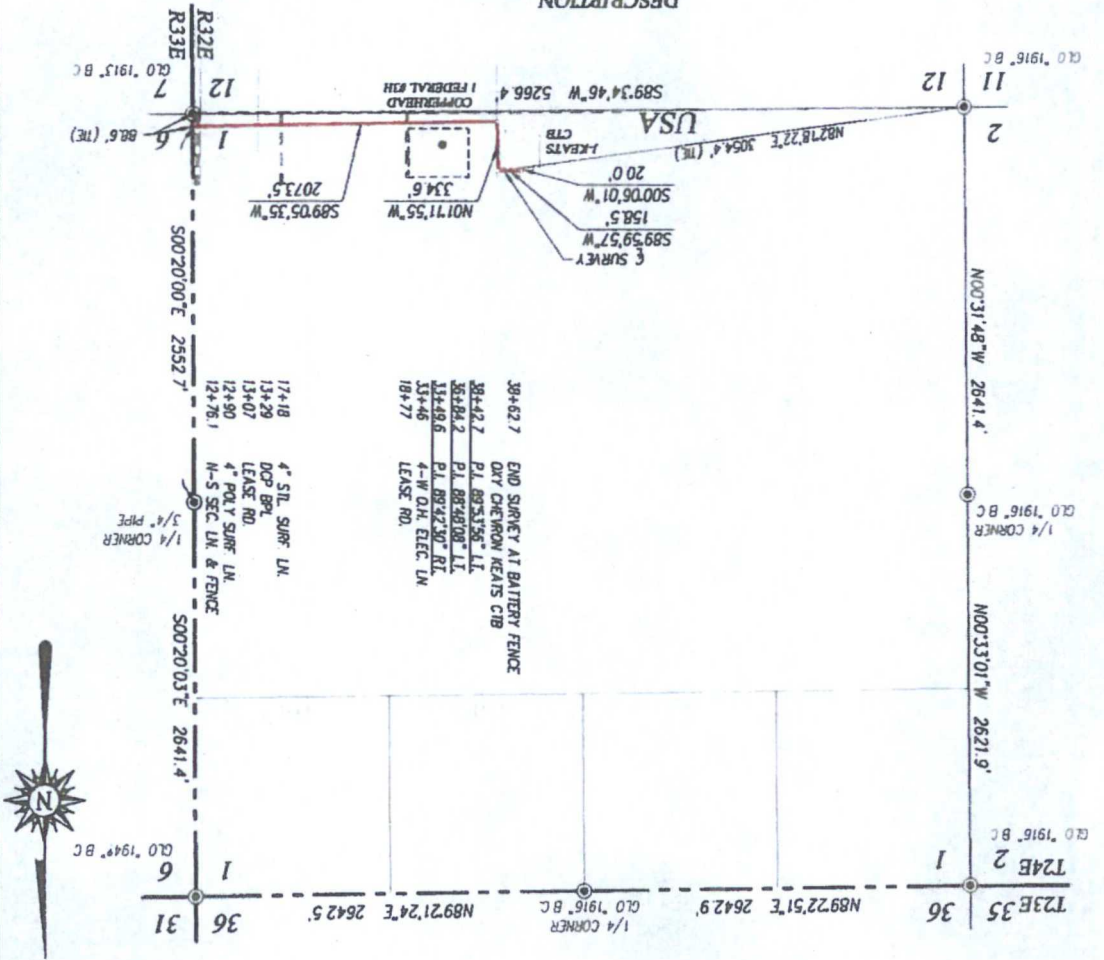 T23E 35 36
T24E 2 1
GLO "1916" B C
N89°22'51"E 2642.9'
1/4 CORNER
GLO "1916" B C
N89°21'24"E 2642.5'
36 31
1 6
GLO "1949" B C
N
N00°33'01"W 2621.9'
S00°20'03"E 2641.4'
1/4 CORNER
GLO "1916" B C
1/4 CORNER
3/4" PIPE
N00°31'48"W 2641.4'
S00°20'00"E 2552.7'
12+76.1 N-S SEC. LN. & FENCE
12+90 4" POLY SURF. LN.
13+07 LEASE RD.
13+29 DCP BPL
17+18 4" STL. SURF. LN.
18+77 LEASE RD.
33+46 4-W O.H. ELEC. LN.
33+49.6 P.I. 89°42'30" RT.
36+84.2 P.I. 88°48'08" LT.
38+42.7 P.I. 89°53'56" LT.
38+62.7 END SURVEY AT BATTERY FENCE
OXY CHEVRON KEATS CTB
℄ SURVEY
S89°59'57"W
158.5'
S00°06'01"W
20.0'
N01°11'55"W
334.6'
S89°05'35"W
2073.5'
N82°18'22"E 3054.4' (TIE)
J-KEATS
CTB
USA
COPPERHEAD
1 FEDERAL #3H
S89°34'46"W 5266.4
88.6' (TIE)
2
11 12
GLO "1916" B C
1 6
12 7
GLO "1913" B C
R32E
R33E
DESCRIPTION